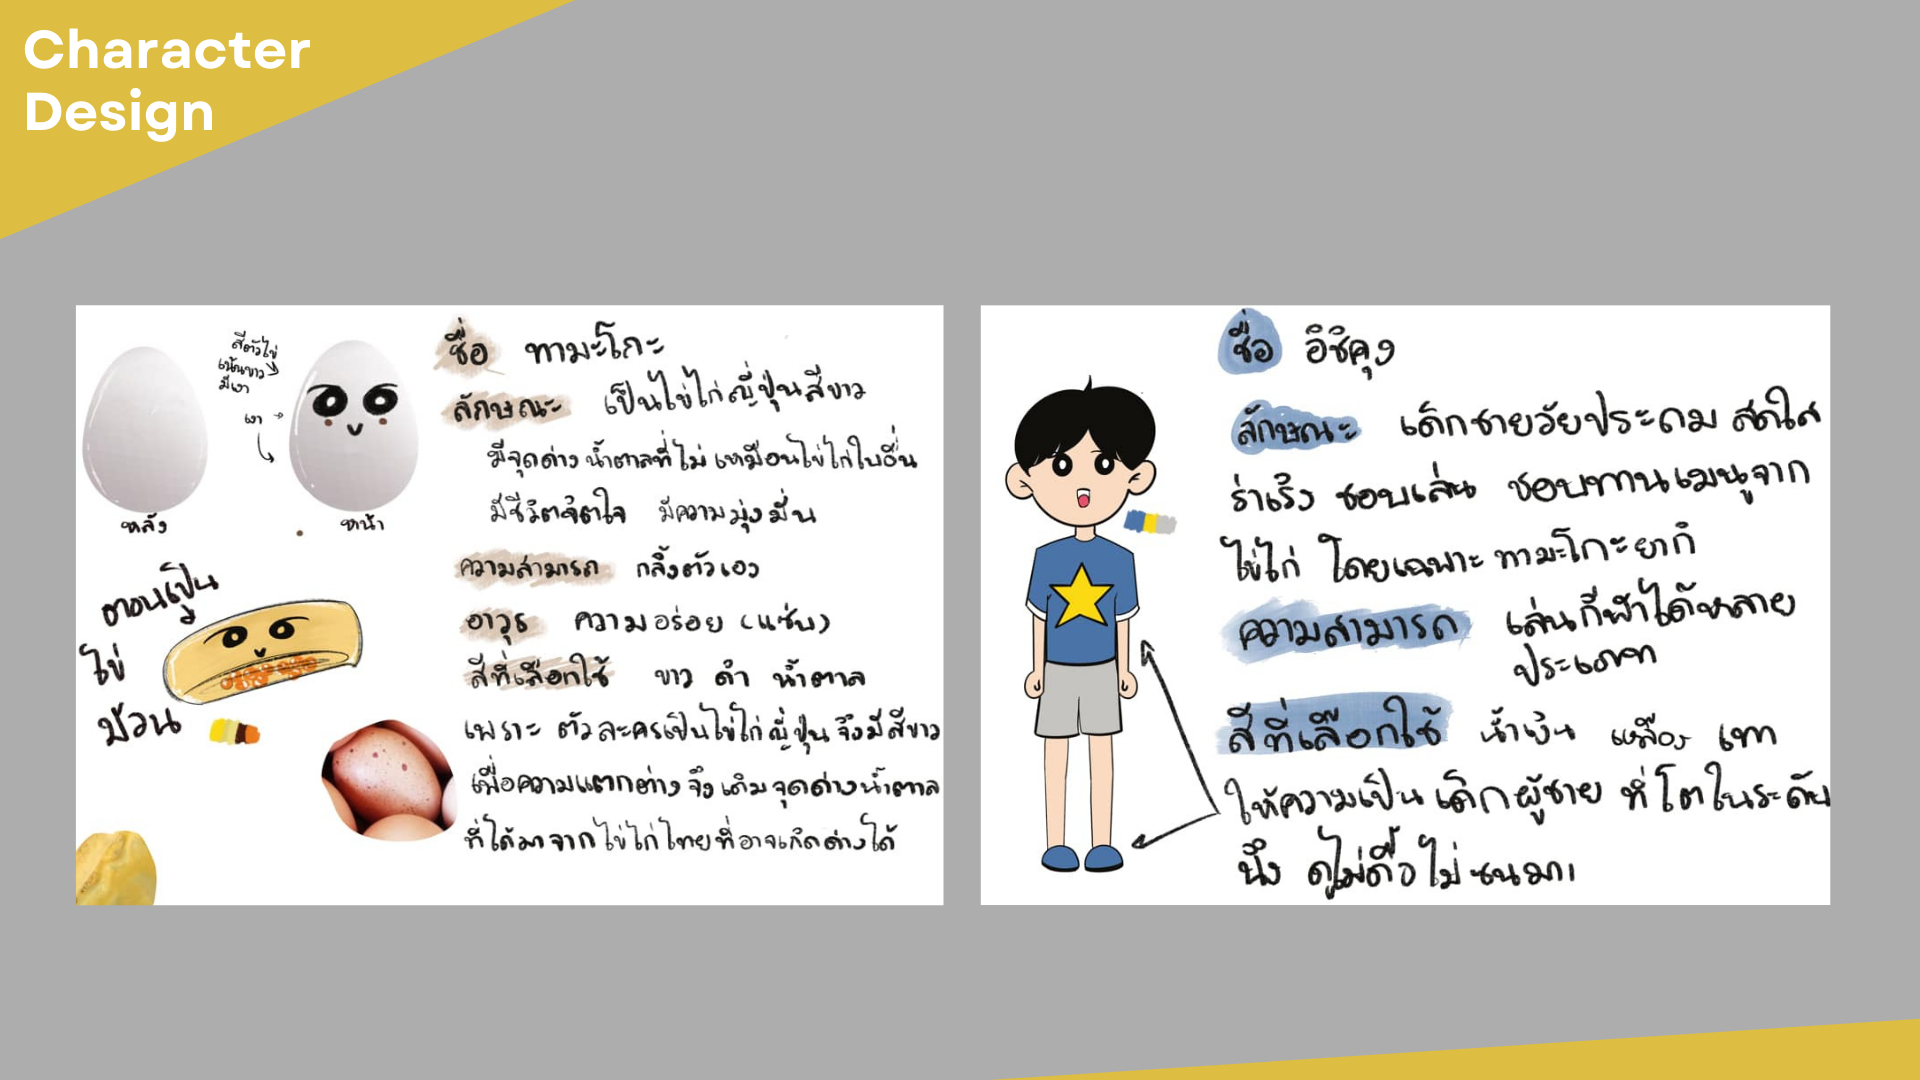 Character
Design
สีตัวไข่
เน้นขาว
มีเงา
เงา
หลัง
หน้า
ตอนเป็น
ไข่
ม้วน
ชื่อ ทามะโกะ
ลักษณะ เป็นไข่ไก่ญี่ปุ่นสีขาว
มีจุดด่าง น้ำตาลที่ไม่ เหมือนไข่ไก่ใบอื่น
มีชีวิตจิตใจ มีความมุ่งมั่น
ความสามารถ กลิ้งตัวเอง
อาวุธ ความอร่อย (แซ่บ)
สีที่เลือกใช้ ขาว ดำ น้ำตาล
เพราะ ตัวละครเป็นไข่ไก่ญี่ปุ่น จึงมีสีขาว
เพื่อความแตกต่าง จึง เติม จุดด่างน้ำตาล
ที่ได้มาจากไข่ไก่ไทยที่อาจเกิดด่างได้
ชื่อ อิชิคุง
ลักษณะ เด็กชายวัยประถม สดใส
ร่าเริง ชอบเล่น ชอบทานเมนูจาก
ไข่ไก่ โดยเฉพาะ ทามะโกะยากิ
ความสามารถ เล่นกีฬาได้หลาย
ประเภท
สีที่เลือกใช้ น้ำเงิน เหลือง เทา
ให้ความเป็น เด็กผู้ชาย ที่โตในระดับ
นึง ดูไม่ดื้อ ไม่ซนมาก